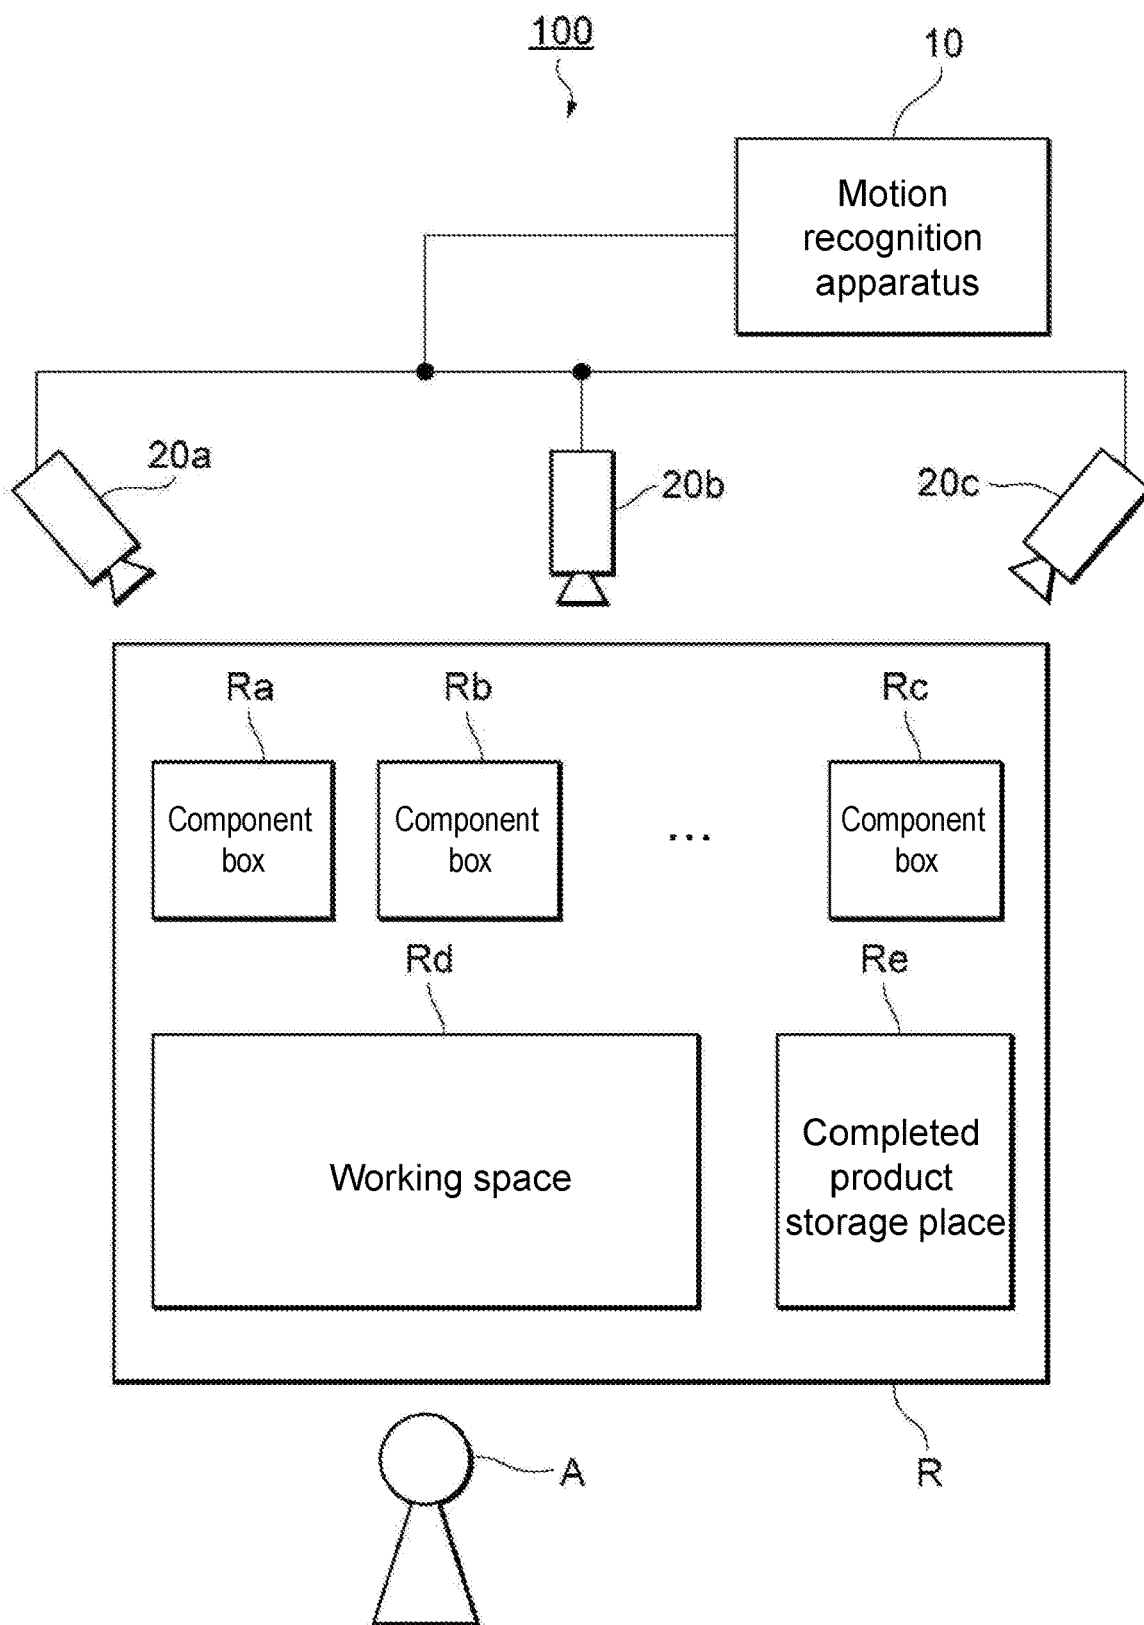 100
10
Motion
recognition
apparatus
20a
20b
20c
Ra
Rb
Rc
Component
box
Component
box
...
Component
box
Rd
Re
Working space
Completed
product
storage place
A
R